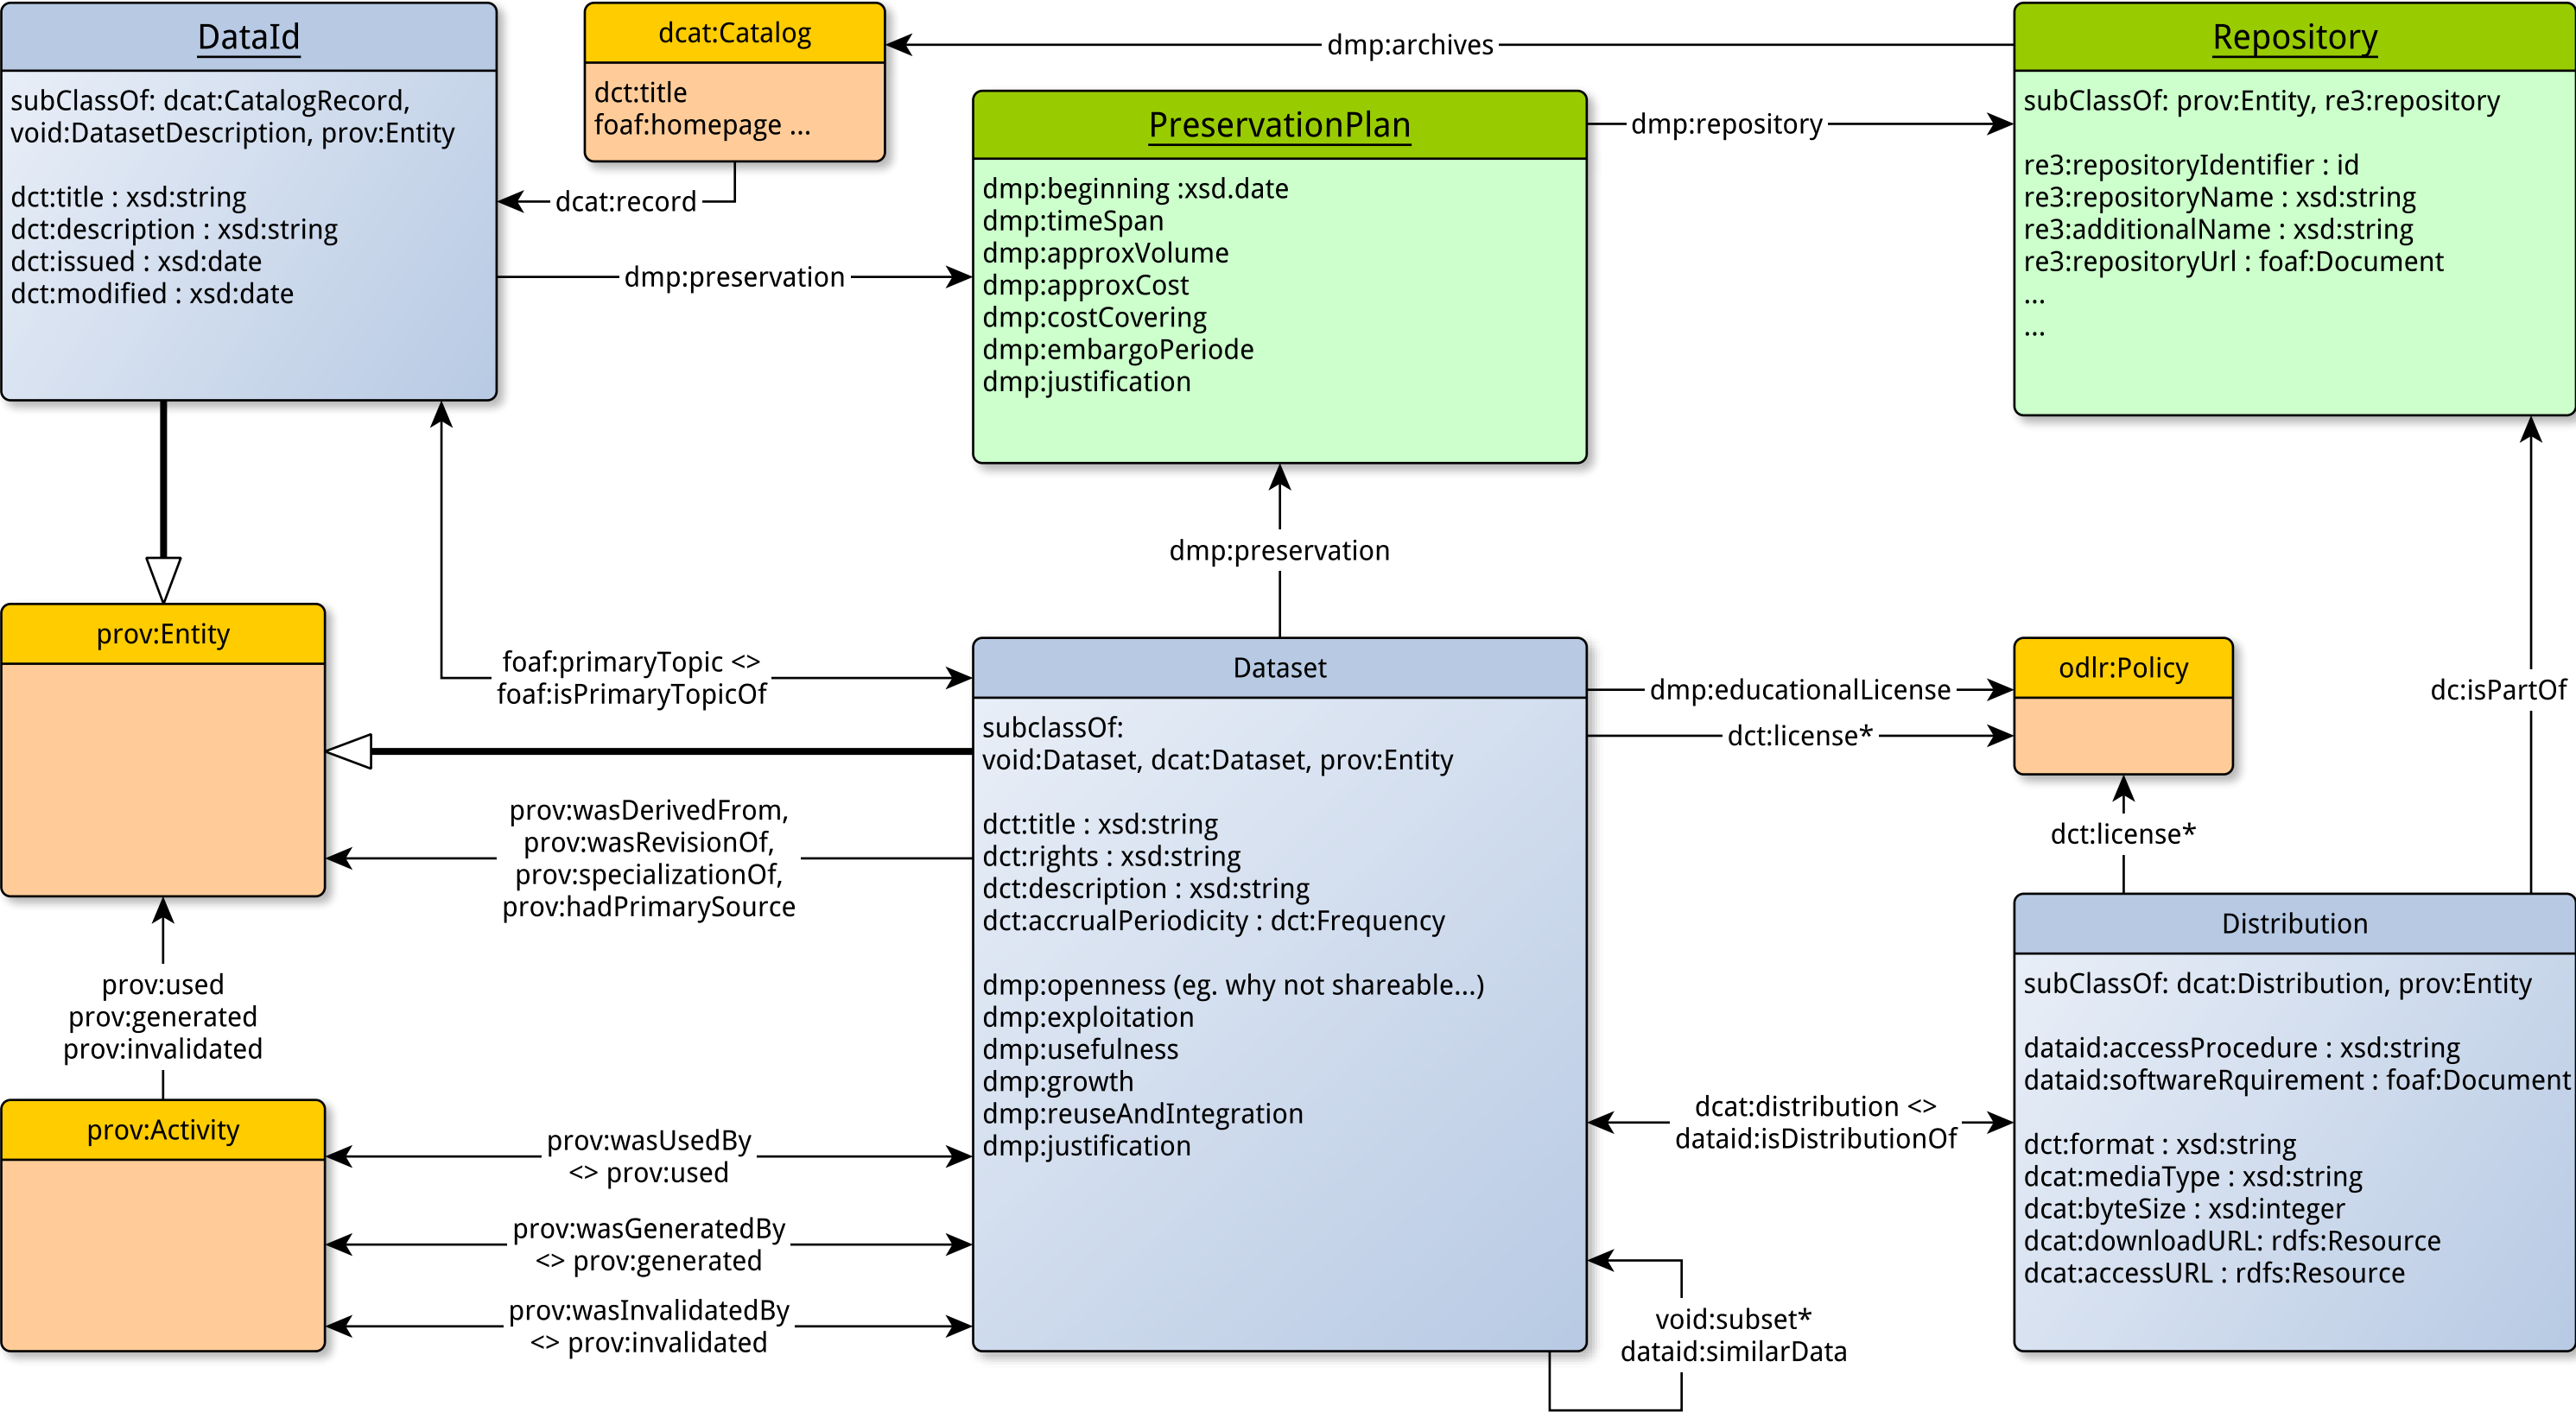 DataId
subClassOf: dcat:CatalogRecord,
void:DatasetDescription, prov:Entity
dct:title : xsd:string
dct:description : xsd:string
dct:issued : xsd:date
dct:modified : xsd:date
dcat:Catalog
dct:title
foaf:homepage ...
dmp:archives
dcat:record
dmp:preservation
PreservationPlan
dmp:beginning :xsd.date
dmp:timeSpan
dmp:approxVolume
dmp:approxCost
dmp:costCovering
dmp:embargoPeriode
dmp:justification
dmp:repository
Repository
subClassOf: prov:Entity, re3:repository
re3:repositoryIdentifier : id
re3:repositoryName : xsd:string
re3:additionalName : xsd:string
re3:repositoryUrl : foaf:Document
...
...
dmp:preservation
prov:Entity
foaf:primaryTopic <>
foaf:isPrimaryTopicOf
prov:wasDerivedFrom,
prov:wasRevisionOf,
prov:specializationOf,
prov:hadPrimarySource
prov:used
prov:generated
prov:invalidated
prov:Activity
prov:wasUsedBy
<> prov:used
prov:wasGeneratedBy
<> prov:generated
prov:wasInvalidatedBy
<> prov:invalidated
Dataset
subclassOf:
void:Dataset, dcat:Dataset, prov:Entity
dct:title : xsd:string
dct:rights : xsd:string
dct:description : xsd:string
dct:accrualPeriodicity : dct:Frequency
dmp:openness (eg. why not shareable...)
dmp:exploitation
dmp:usefulness
dmp:growth
dmp:reuseAndIntegration
dmp:justification
dmp:educationalLicense
dct:license*
odlr:Policy
dc:isPartOf
dct:license*
dcat:distribution <>
dataid:isDistributionOf
void:subset*
dataid:similarData
Distribution
subClassOf: dcat:Distribution, prov:Entity
dataid:accessProcedure : xsd:string
dataid:softwareRquirement : foaf:Document
dct:format : xsd:string
dcat:mediaType : xsd:string
dcat:byteSize : xsd:integer
dcat:downloadURL: rdfs:Resource
dcat:accessURL : rdfs:Resource